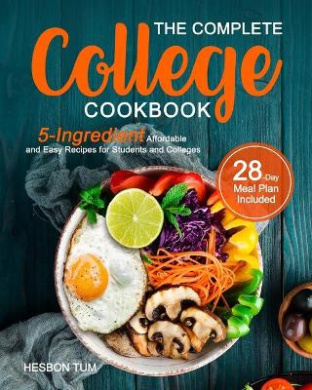 THE COMPLETE
College
COOKBOOK
5-Ingredient Affordable
and Easy Recipes for Students and Colleges
28-Day
Meal Plan
Included
HESBON TUM